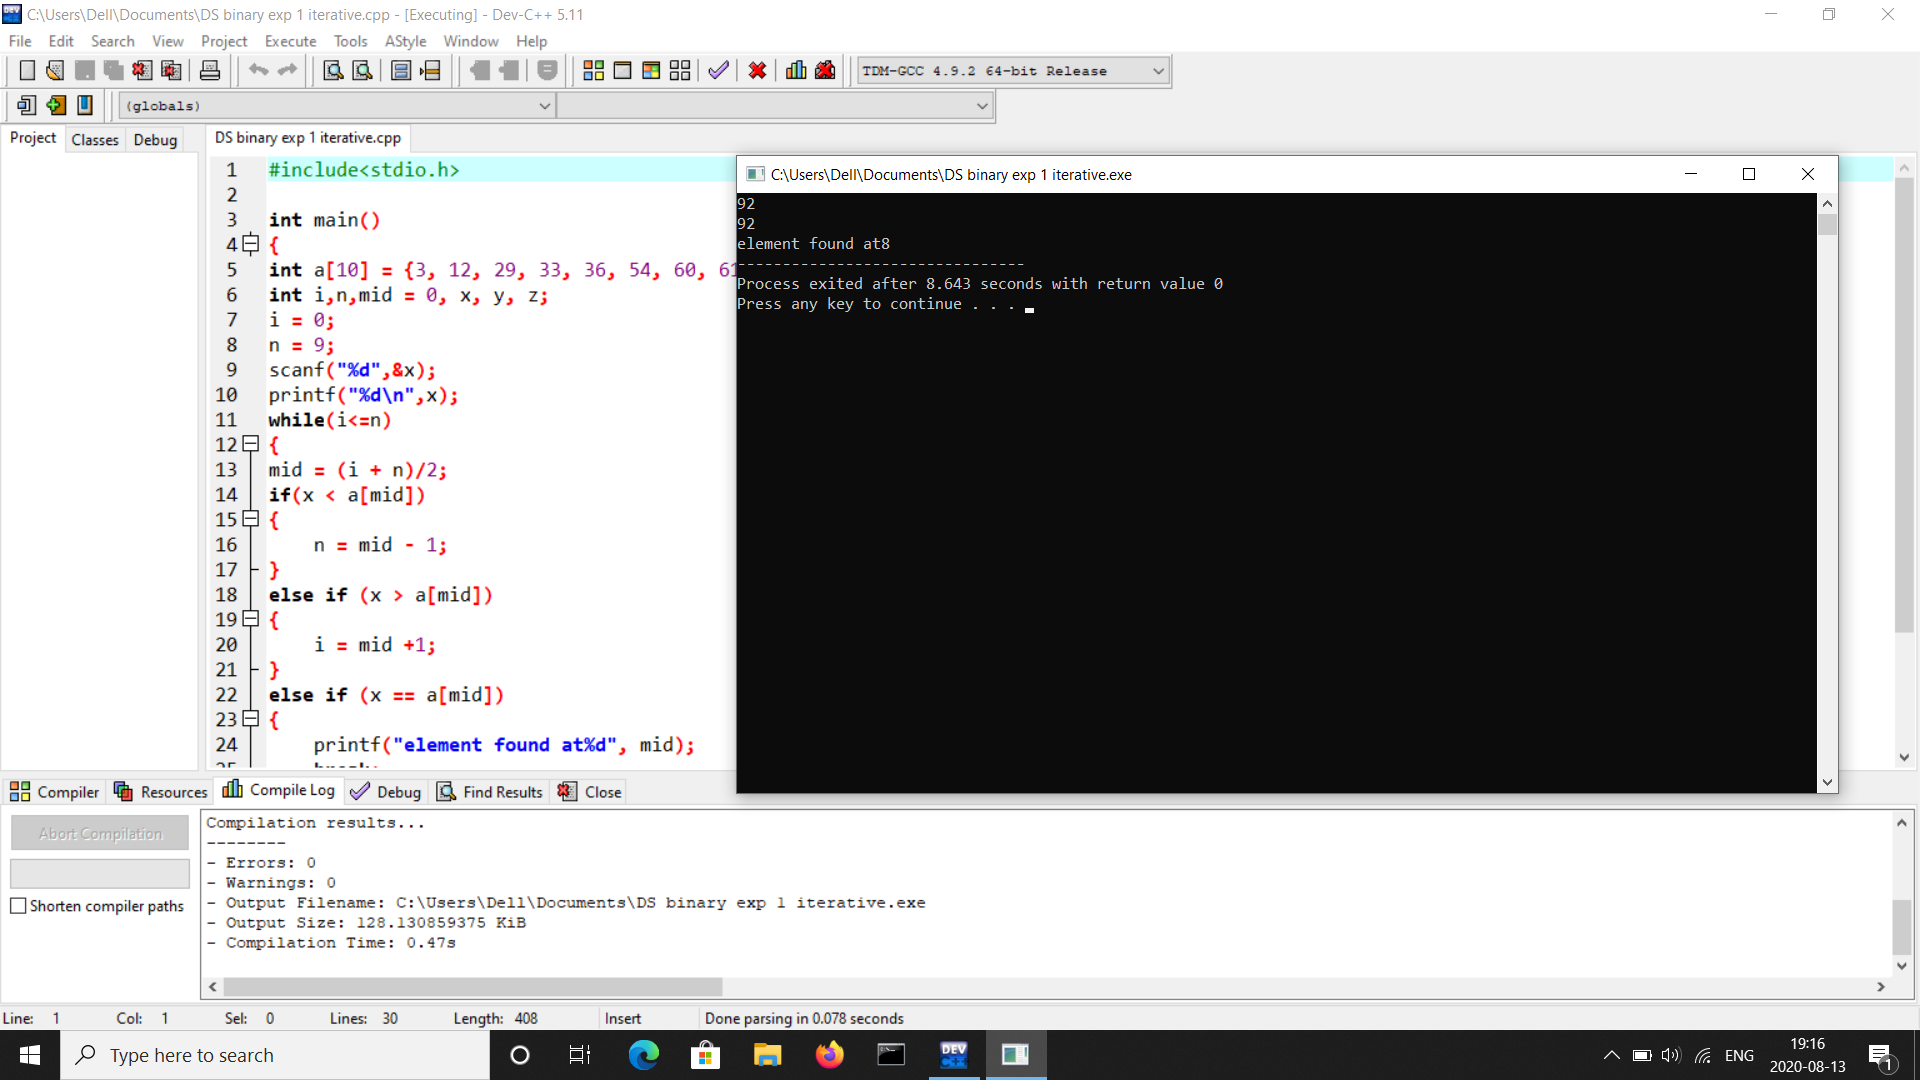 C:\Users\Dell\Documents\DS binary exp 1 iterative.cpp - [Executing] - Dev-C++ 5.11
File Edit Search View Project Execute Tools AStyle Window Help
TDM-GCC 4.9.2 64-bit Release
(globals)
Project Classes Debug
DS binary exp 1 iterative.cpp
1 #include<stdio.h>
2
3 int main()
4 {
5 int a[10] = {3, 12, 29, 33, 36, 54, 60, 61
6 int i,n,mid = 0, x, y, z;
7 i = 0;
8 n = 9;
9 scanf("%d",&x);
10 printf("%d\n",x);
11 while(i<=n)
12 {
13 mid = (i + n)/2;
14 if(x < a[mid])
15 {
16 n = mid - 1;
17 }
18 else if (x > a[mid])
19 {
20 i = mid +1;
21 }
22 else if (x == a[mid])
23 {
24 printf("element found at%d", mid);
C:\Users\Dell\Documents\DS binary exp 1 iterative.exe
92
92
element found at8
--------------------------------
Process exited after 8.643 seconds with return value 0
Press any key to continue . . .
Compiler Resources Compile Log Debug Find Results Close
Abort Compilation
Shorten compiler paths
Compilation results...
--------
- Errors: 0
- Warnings: 0
- Output Filename: C:\Users\Dell\Documents\DS binary exp 1 iterative.exe
- Output Size: 128.130859375 KiB
- Compilation Time: 0.47s
Line: 1 Col: 1 Sel: 0 Lines: 30 Length: 408 Insert Done parsing in 0.078 seconds
Type here to search
DEV C++
ENG
19:16
2020-08-13
1